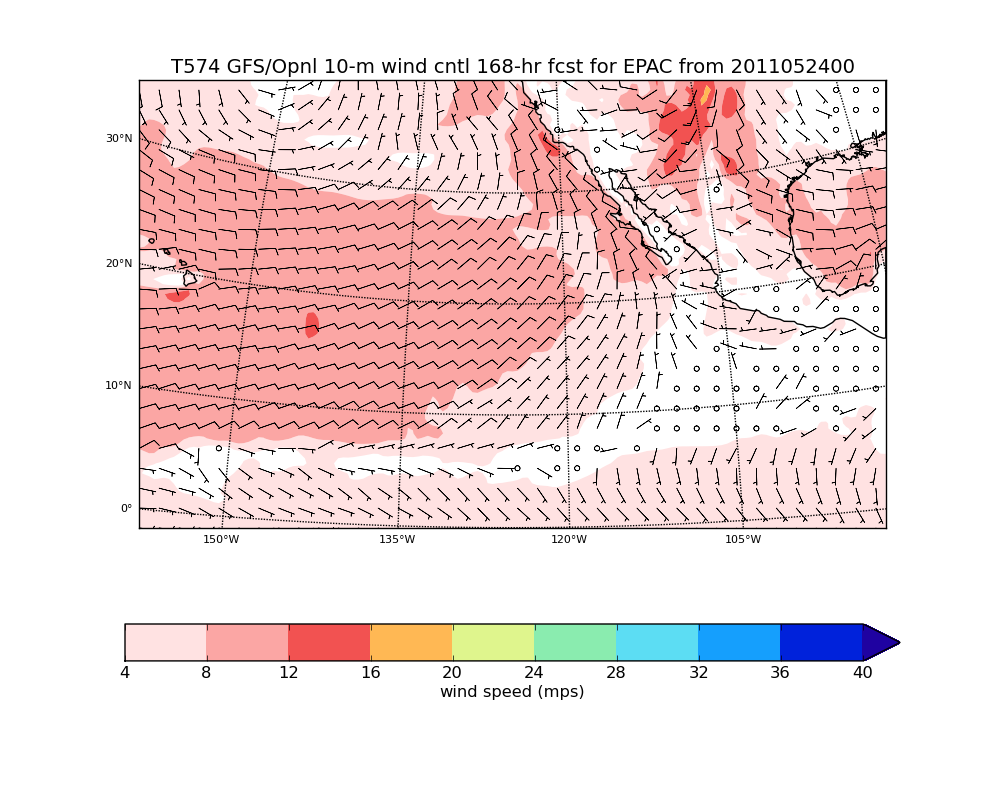 T574 GFS/Opnl 10-m wind cntl 168-hr fcst for EPAC from 2011052400
30°N
20°N
10°N
0°
150°W 135°W 120°W 105°W
4 8 12 16 20 24 28 32 36 40
wind speed (mps)